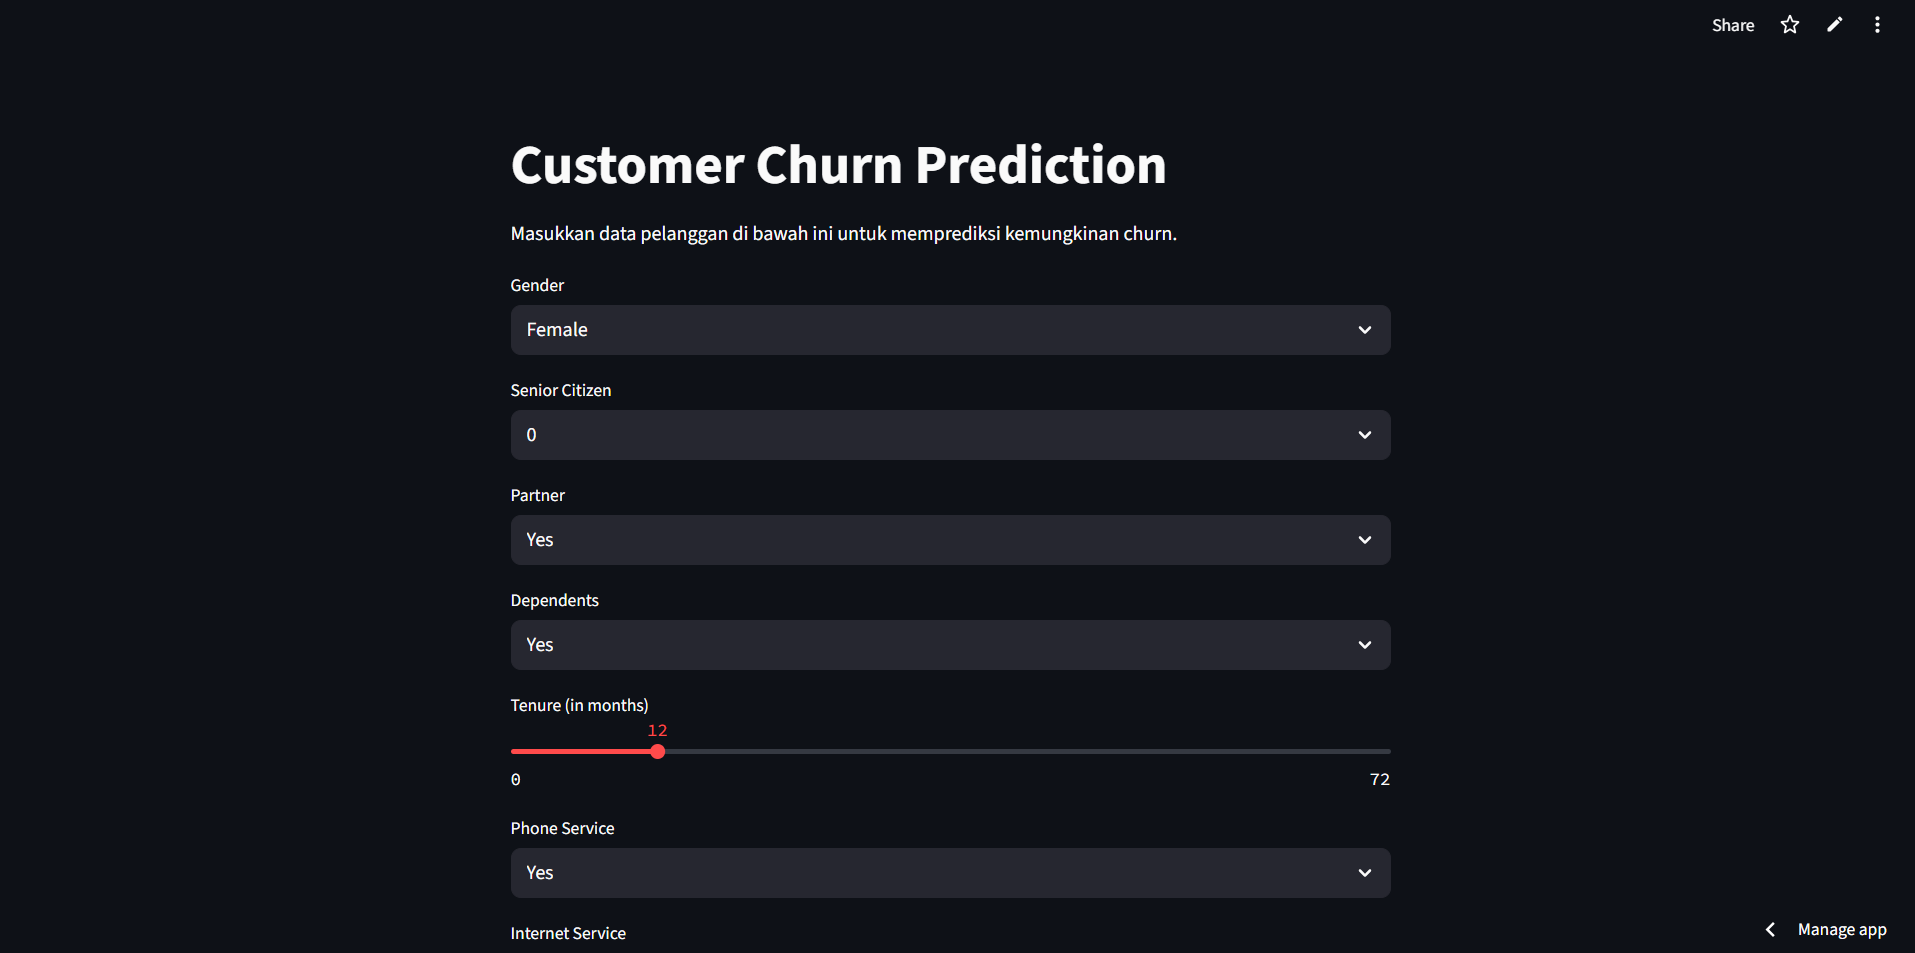 Share
Customer Churn Prediction
Masukkan data pelanggan di bawah ini untuk memprediksi kemungkinan churn.
Gender
Female
Senior Citizen
0
Partner
Yes
Dependents
Yes
Tenure (in months)
12
0 72
Phone Service
Yes
Internet Service
Manage app